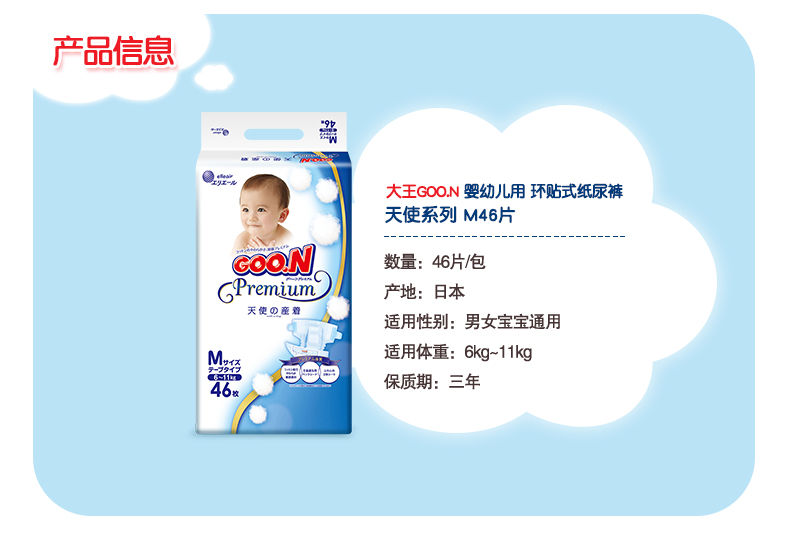 产品信息
46枚
M
elleair
エリエール
GOO.N
Premium
天使の産着
Mサイズ
テープタイプ
6~11kg
46枚
大王GOO.N 婴幼儿用 环贴式纸尿裤
天使系列 M46片
数量：46片/包
产地：日本
适用性别：男女宝宝通用
适用体重：6kg~11kg
保质期：三年